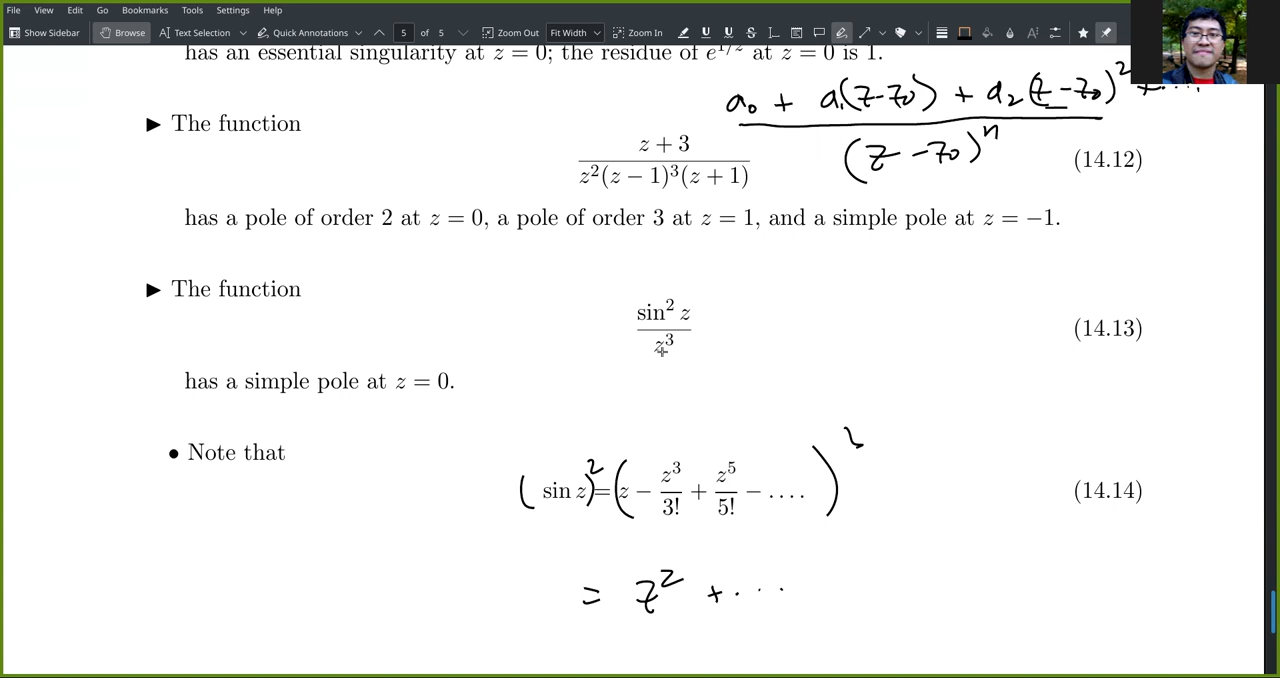 File View Edit Go Bookmarks Tools Settings Help
Show Sidebar Browse Text Selection Quick Annotations 5 of 5 Zoom Out Fit Width Zoom In
has an essential singularity at z = 0; the residue of e^{1/z} at z = 0 is 1.
a₀ + a₁(z-z₀) + a₂(z-z₀)² + ....
(z-z₀)ⁿ
▶ The function
z + 3
z²(z − 1)³(z + 1)
(14.12)
has a pole of order 2 at z = 0, a pole of order 3 at z = 1, and a simple pole at z = −1.
▶ The function
sin² z
z³
(14.13)
has a simple pole at z = 0.
• Note that
(sin z)² = (z − z³/3! + z⁵/5! − ....)² (14.14)
= z² + ...